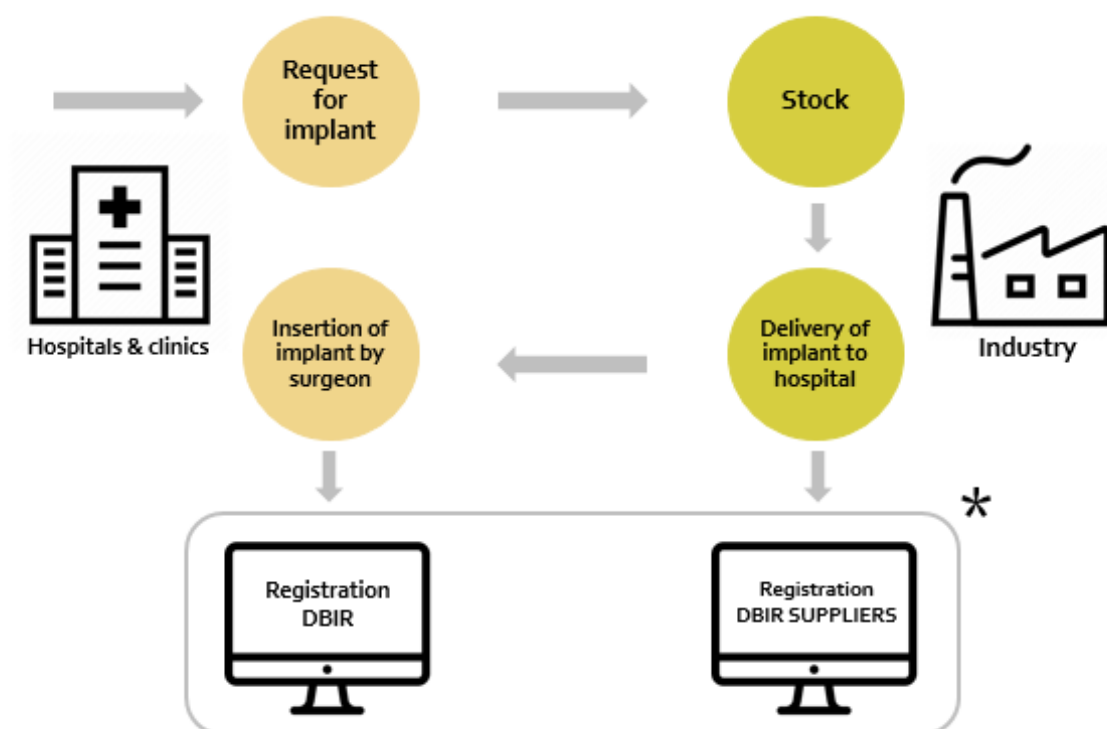 Request
for
implant
Stock
Hospitals & clinics
Insertion of
implant by
surgeon
Delivery of
implant to
hospital
Industry
*
Registration
DBIR
Registration
DBIR SUPPLIERS